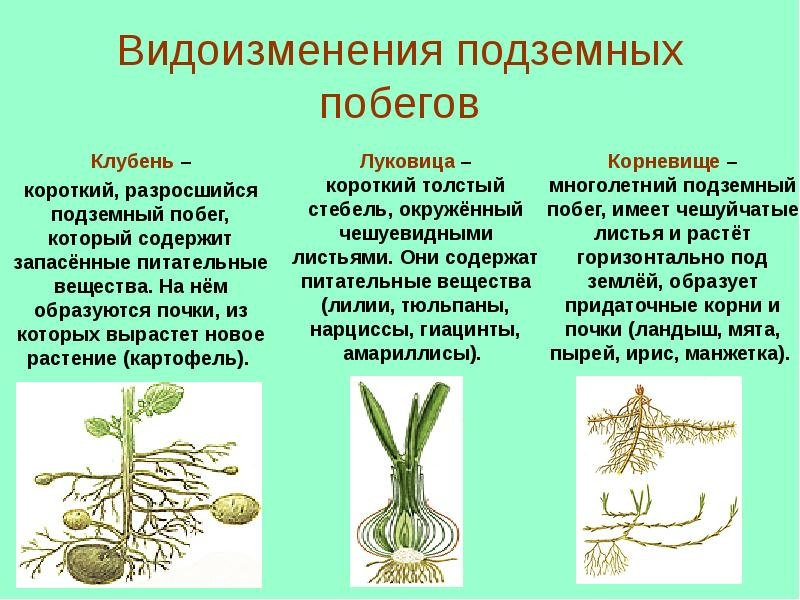 Видоизменения подземных
побегов
Клубень –
короткий, разросшийся
подземный побег,
который содержит
запасённые питательные
вещества. На нём
образуются почки, из
которых вырастет новое
растение (картофель).
Луковица –
короткий толстый
стебель, окружённый
чешуевидными
листьями. Они содержат
питательные вещества
(лилии, тюльпаны,
нарциссы, гиацинты,
амариллисы).
Корневище –
многолетний подземный
побег, имеет чешуйчатые
листья и растёт
горизонтально под
землёй, образует
придаточные корни и
почки (ландыш, мята,
пырей, ирис, манжетка).